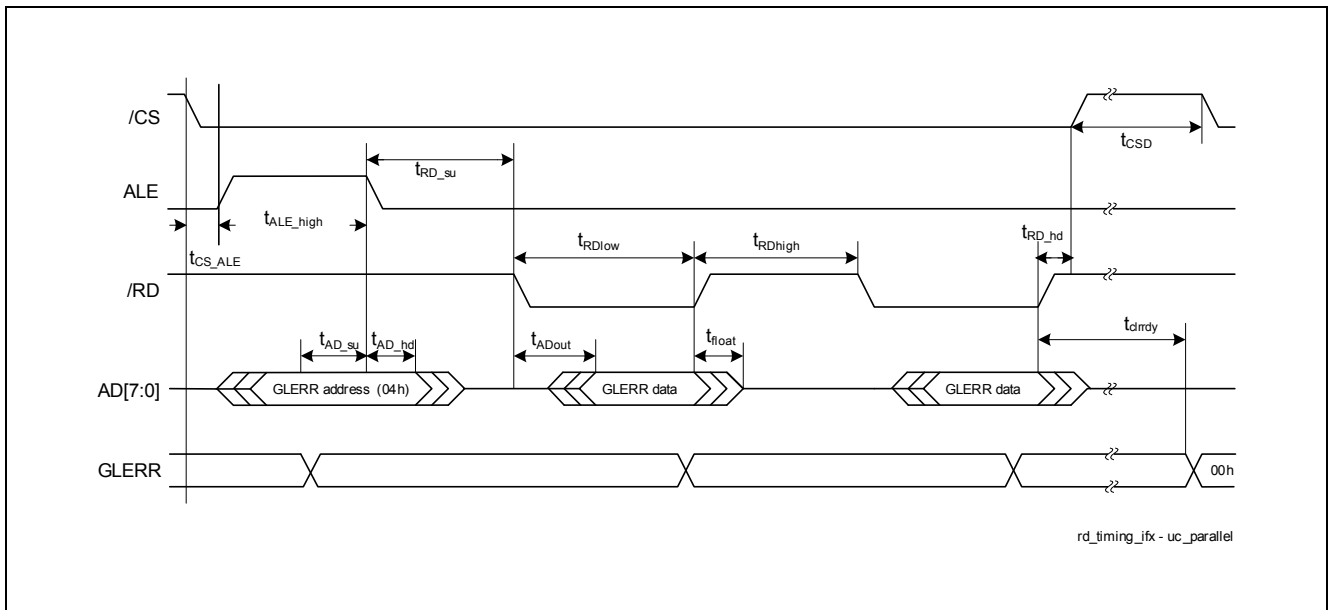 /CS
tCSD
tRD_su
ALE
tALE_high
tRDlow
tRDhigh
tRD_hd
tCS_ALE
/RD
tclrrdy
tAD_su
tAD_hd
tADout
tfloat
AD[7:0]
GLERR address (04h)
GLERR data
GLERR data
GLERR
00h
rd_timing_ifx - uc_parallel